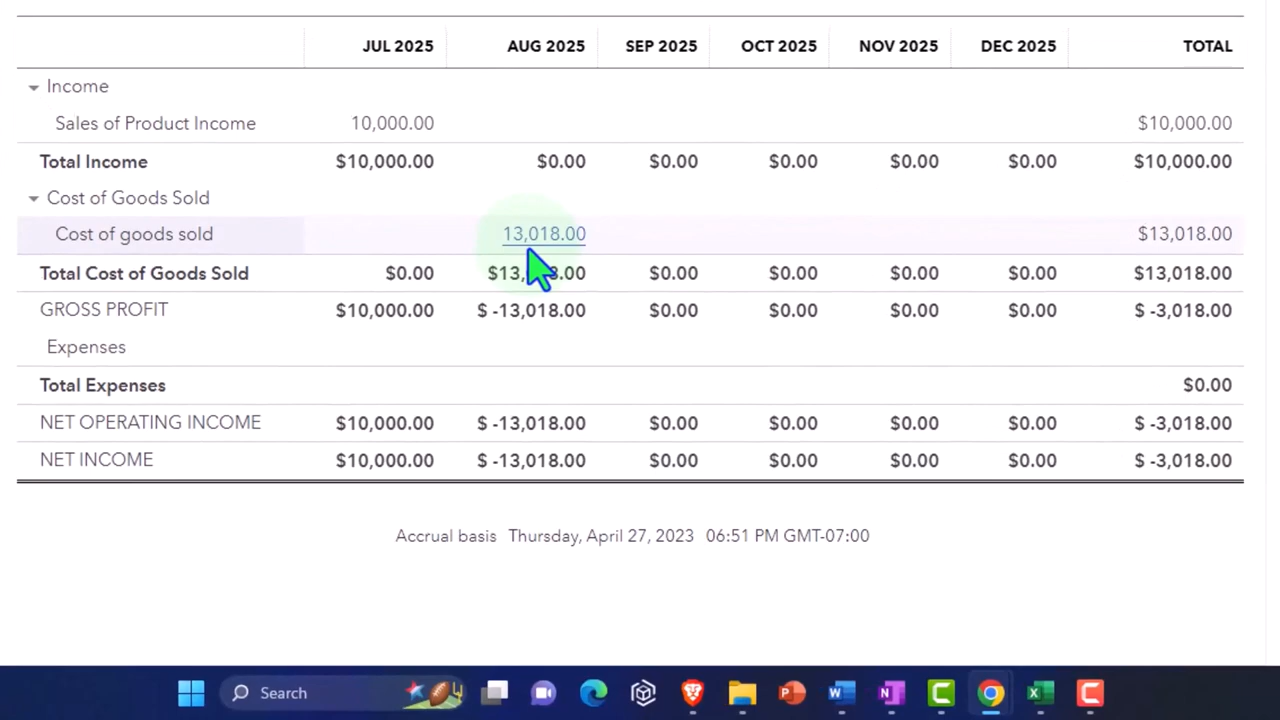 JUL 2025 AUG 2025 SEP 2025 OCT 2025 NOV 2025 DEC 2025 TOTAL
Income
Sales of Product Income 10,000.00 $10,000.00
Total Income $10,000.00 $0.00 $0.00 $0.00 $0.00 $0.00 $10,000.00
Cost of Goods Sold
Cost of goods sold 13,018.00 $13,018.00
Total Cost of Goods Sold $0.00 $13,018.00 $0.00 $0.00 $0.00 $0.00 $13,018.00
GROSS PROFIT $10,000.00 $ -13,018.00 $0.00 $0.00 $0.00 $0.00 $ -3,018.00
Expenses
Total Expenses $0.00
NET OPERATING INCOME $10,000.00 $ -13,018.00 $0.00 $0.00 $0.00 $0.00 $ -3,018.00
NET INCOME $10,000.00 $ -13,018.00 $0.00 $0.00 $0.00 $0.00 $ -3,018.00
Accrual basis Thursday, April 27, 2023 06:51 PM GMT-07:00
Search